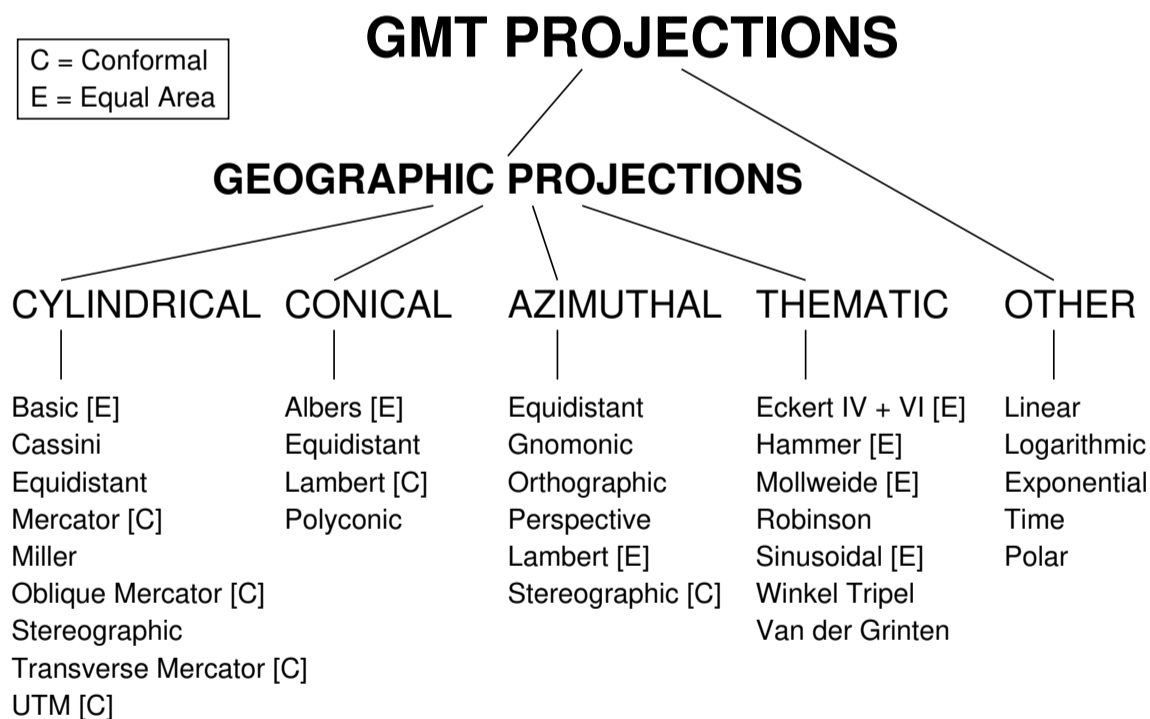 GMT PROJECTIONS
C = Conformal
E = Equal Area
GEOGRAPHIC PROJECTIONS
CYLINDRICAL
Basic [E]
Cassini
Equidistant
Mercator [C]
Miller
Oblique Mercator [C]
Stereographic
Transverse Mercator [C]
UTM [C]
CONICAL
Albers [E]
Equidistant
Lambert [C]
Polyconic
AZIMUTHAL
Equidistant
Gnomonic
Orthographic
Perspective
Lambert [E]
Stereographic [C]
THEMATIC
Eckert IV + VI [E]
Hammer [E]
Mollweide [E]
Robinson
Sinusoidal [E]
Winkel Tripel
Van der Grinten
OTHER
Linear
Logarithmic
Exponential
Time
Polar